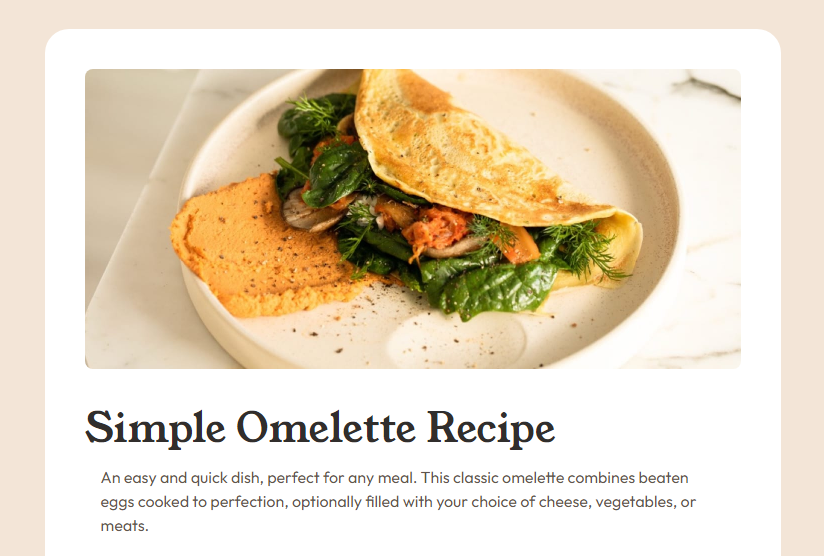 Simple Omelette Recipe
An easy and quick dish, perfect for any meal. This classic omelette combines beaten
eggs cooked to perfection, optionally filled with your choice of cheese, vegetables, or
meats.